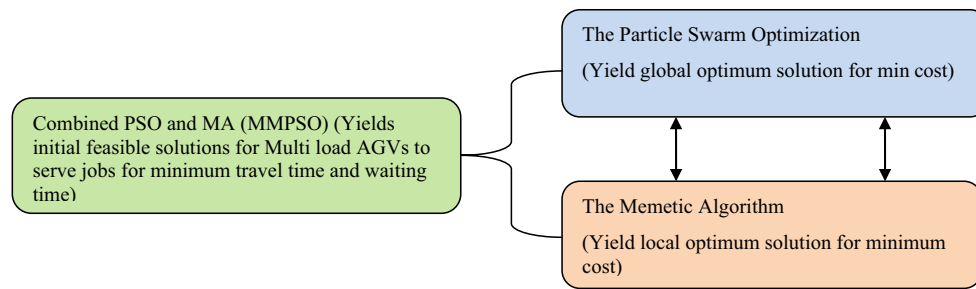 Combined PSO and MA (MMPSO) (Yields
initial feasible solutions for Multi load AGVs to
serve jobs for minimum travel time and waiting
time)
The Particle Swarm Optimization
(Yield global optimum solution for min cost)
The Memetic Algorithm
(Yield local optimum solution for minimum
cost)